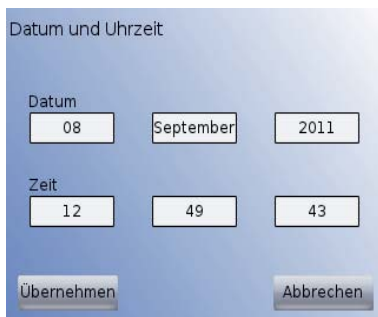 Datum und Uhrzeit
Datum
08 September 2011
Zeit
12 49 43
Übernehmen Abbrechen